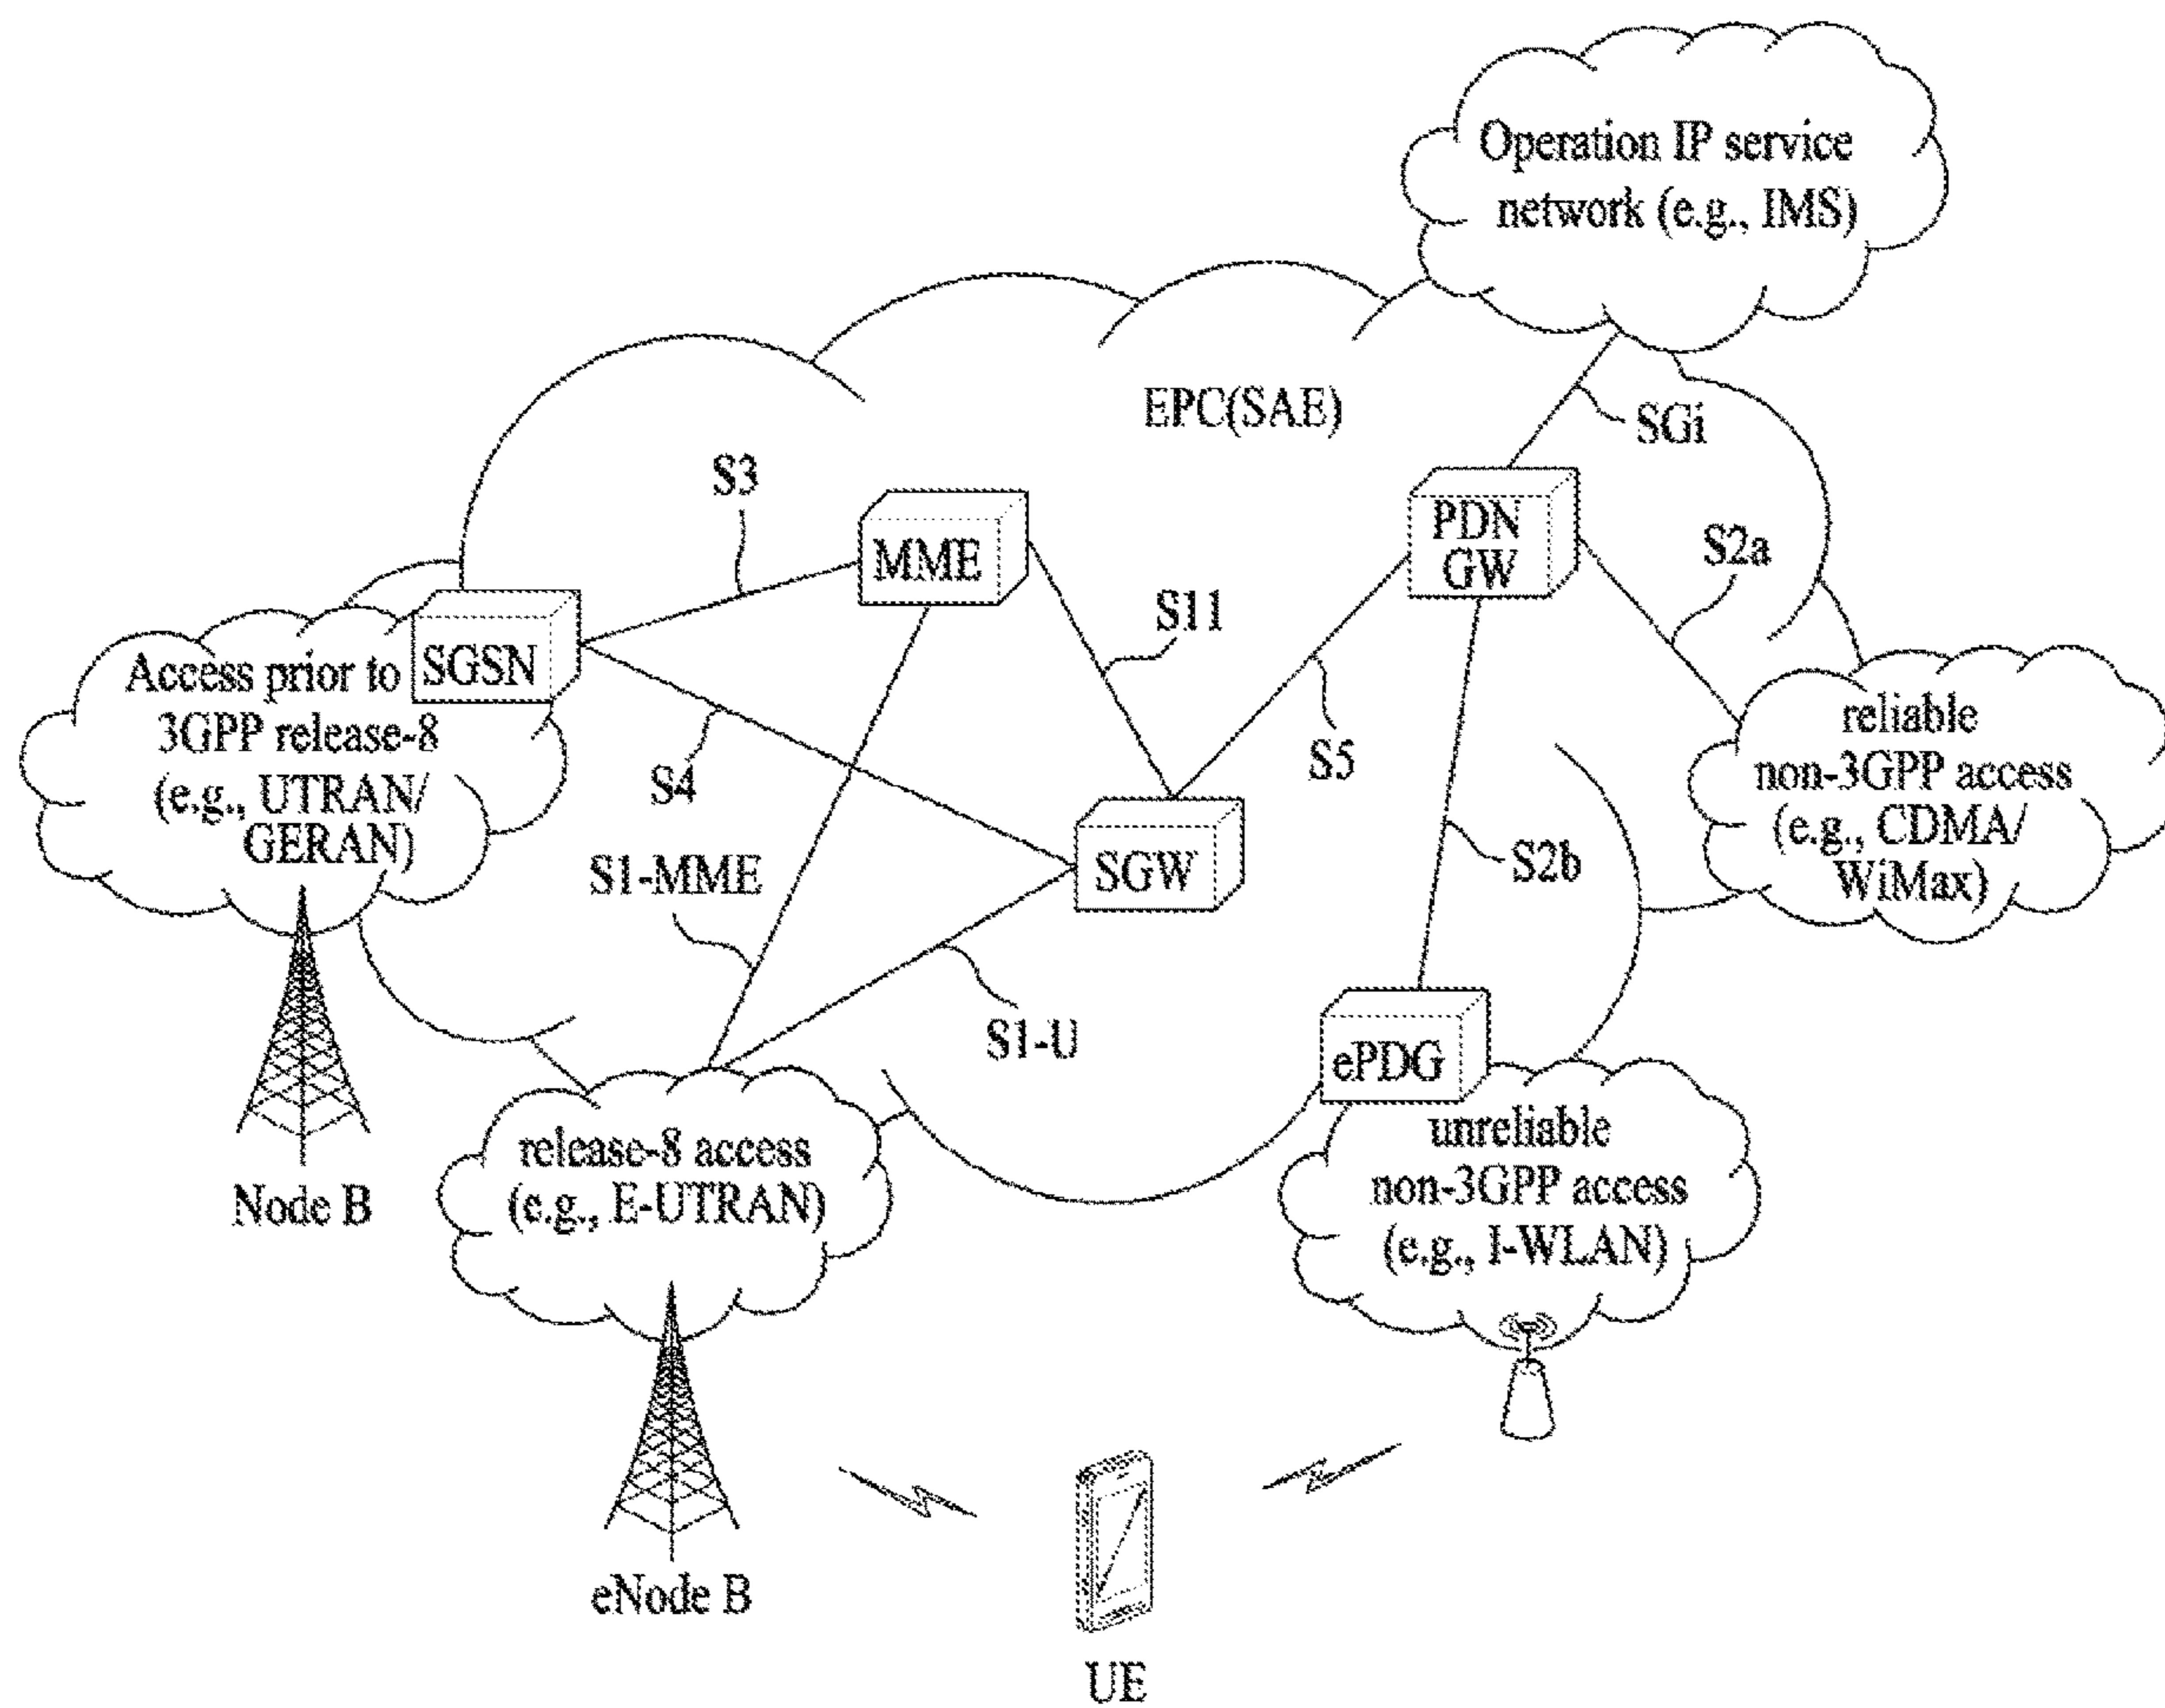 Operation IP service
network (e.g., IMS)
EPC(SAE)
SGi
S3
MME
PDN
GW
S2a
S11
SGSN
Access prior to
3GPP release-8
(e.g., UTRAN/
GERAN)
S4
S5
reliable
non-3GPP access
(e.g., CDMA/
WiMax)
S1-MME
SGW
S2b
S1-U
ePDG
unreliable
non-3GPP access
(e.g., I-WLAN)
release-8 access
(e.g., E-UTRAN)
Node B
eNode B
UE